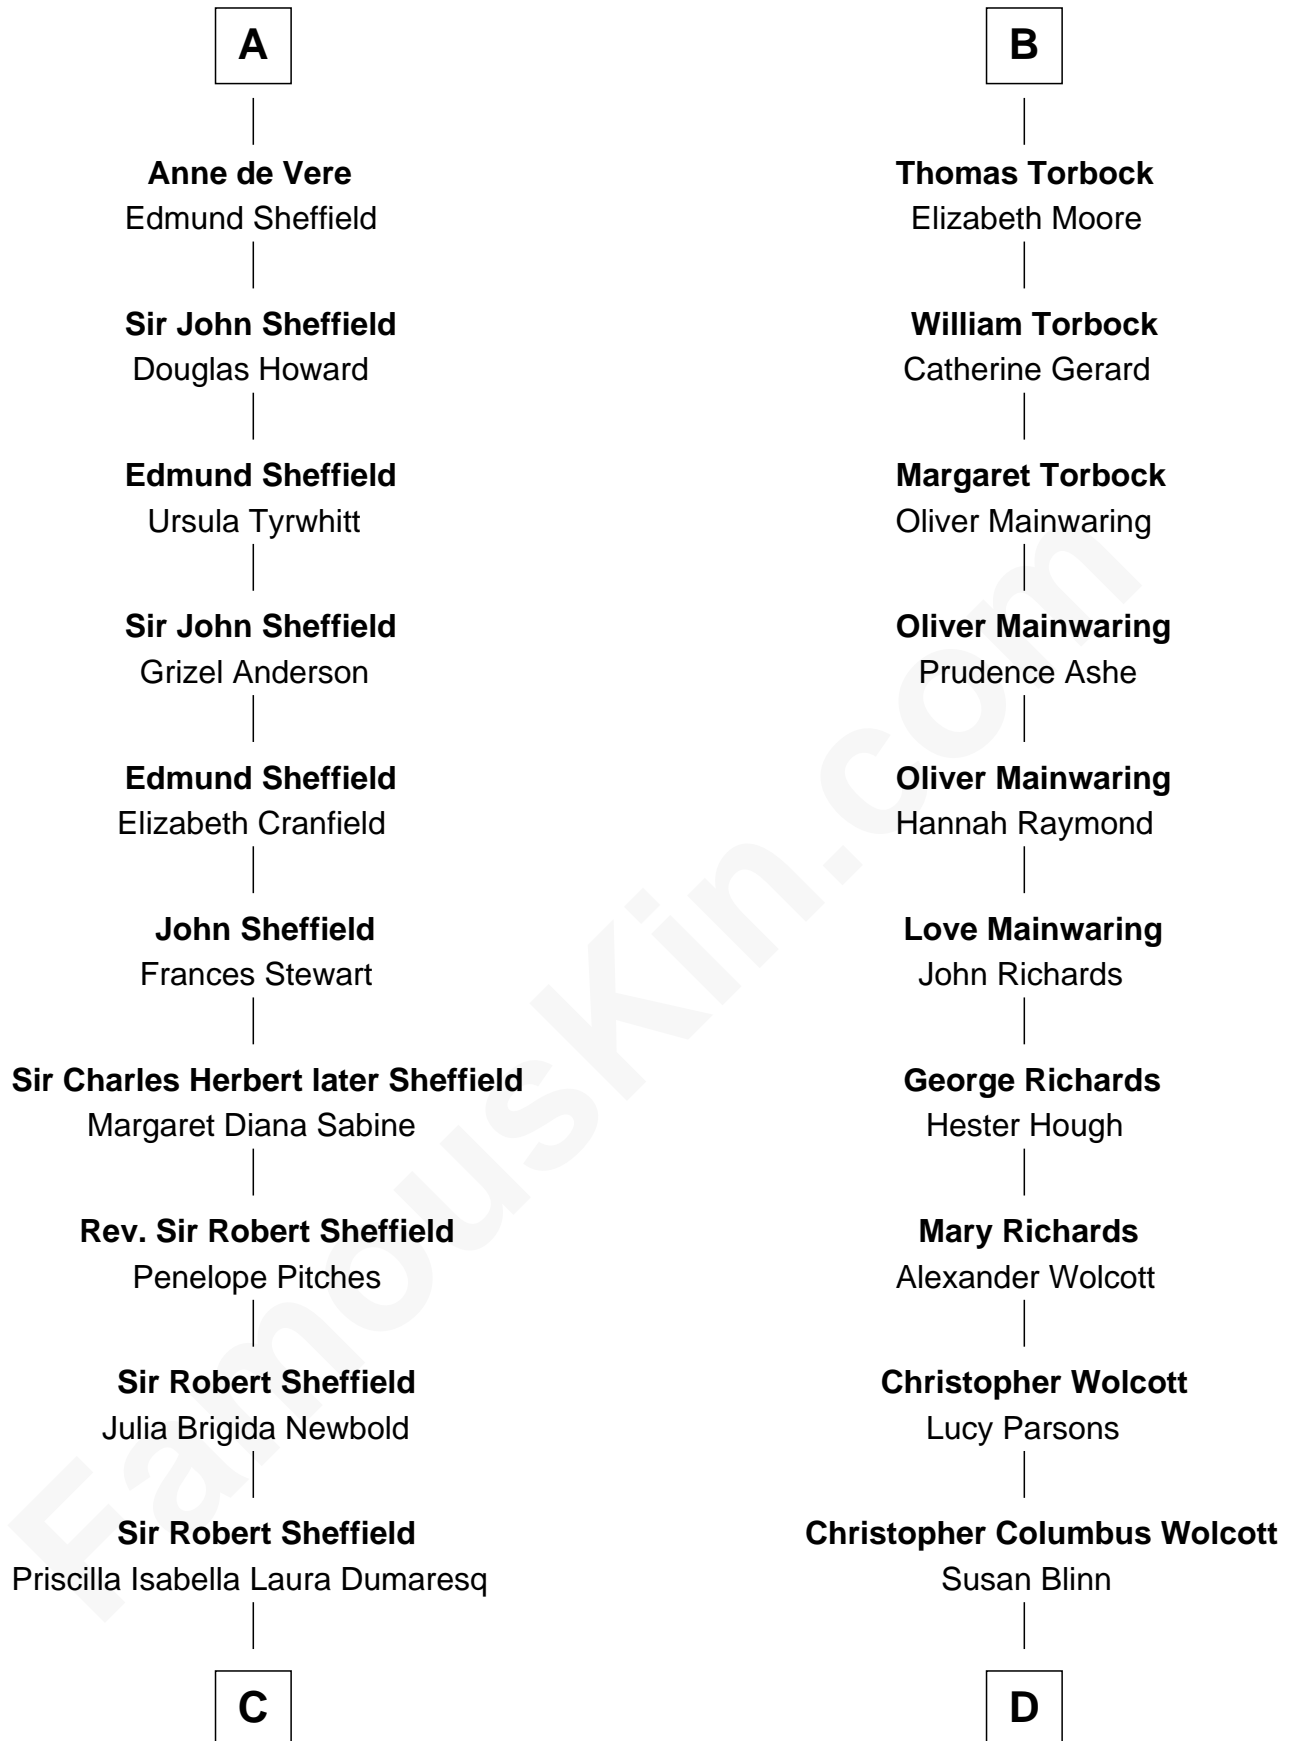 A
Anne de Vere
Edmund Sheffield
Sir John Sheffield
Douglas Howard
Edmund Sheffield
Ursula Tyrwhitt
Sir John Sheffield
Grizel Anderson
Edmund Sheffield
Elizabeth Cranfield
John Sheffield
Frances Stewart
Sir Charles Herbert later Sheffield
Margaret Diana Sabine
Rev. Sir Robert Sheffield
Penelope Pitches
Sir Robert Sheffield
Julia Brigida Newbold
Sir Robert Sheffield
Priscilla Isabella Laura Dumaresq
C
B
Thomas Torbock
Elizabeth Moore
William Torbock
Catherine Gerard
Margaret Torbock
Oliver Mainwaring
Oliver Mainwaring
Prudence Ashe
Oliver Mainwaring
Hannah Raymond
Love Mainwaring
John Richards
George Richards
Hester Hough
Mary Richards
Alexander Wolcott
Christopher Wolcott
Lucy Parsons
Christopher Columbus Wolcott
Susan Blinn
D
FamousKin.com